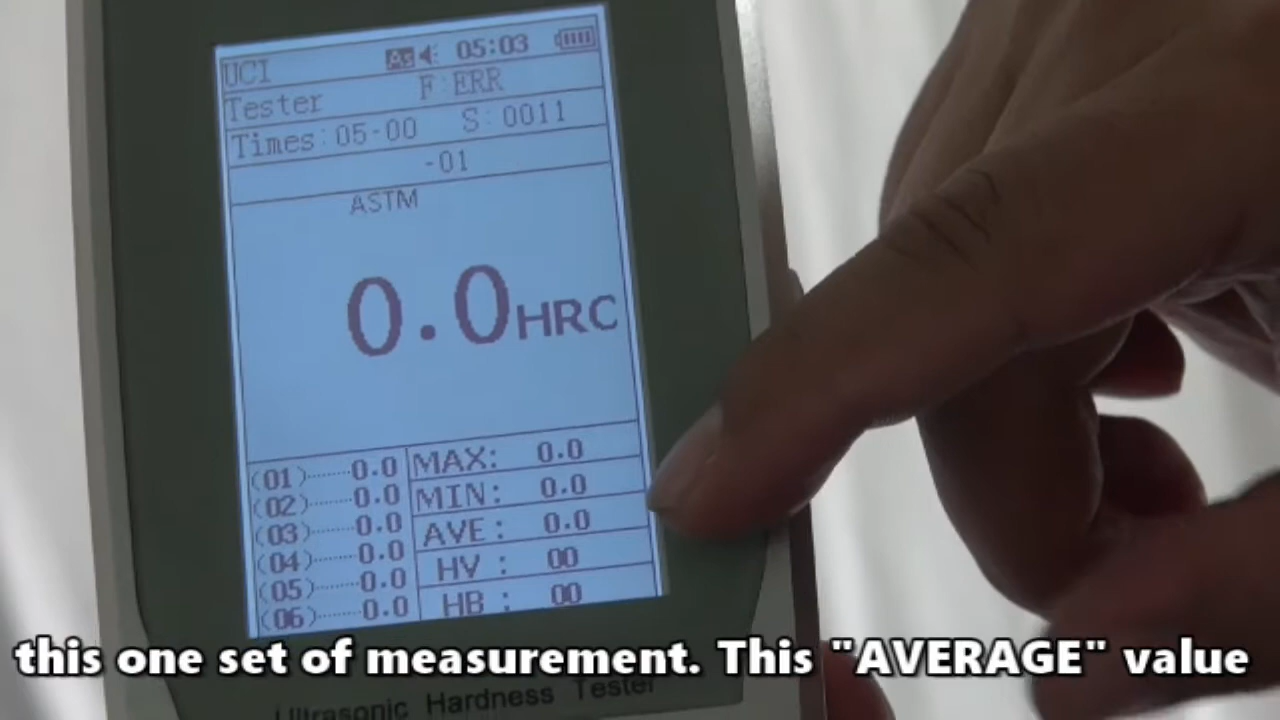 UCI As 05:03
Tester F:ERR
Times:05-00 S:0011
-01
ASTM
0.0HRC
(01)......0.0 MAX: 0.0
(02)......0.0 MIN: 0.0
(03)......0.0 AVE: 0.0
(04)......0.0 HV: 00
(05)......0.0 HB: 00
(06)......0.0
this one set of measurement. This "AVERAGE" value
Ultrasonic Hardness Tester